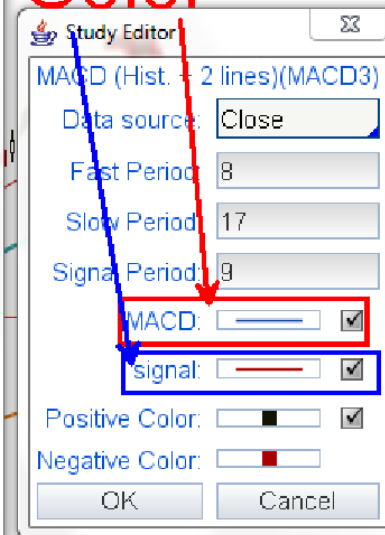 Color
Study Editor
MACD (Hist. + 2 lines)(MACD3)
Data source: Close
Fast Period: 8
Slow Period: 17
Signal Period: 9
MACD:
signal:
Positive Color:
Negative Color:
OK Cancel